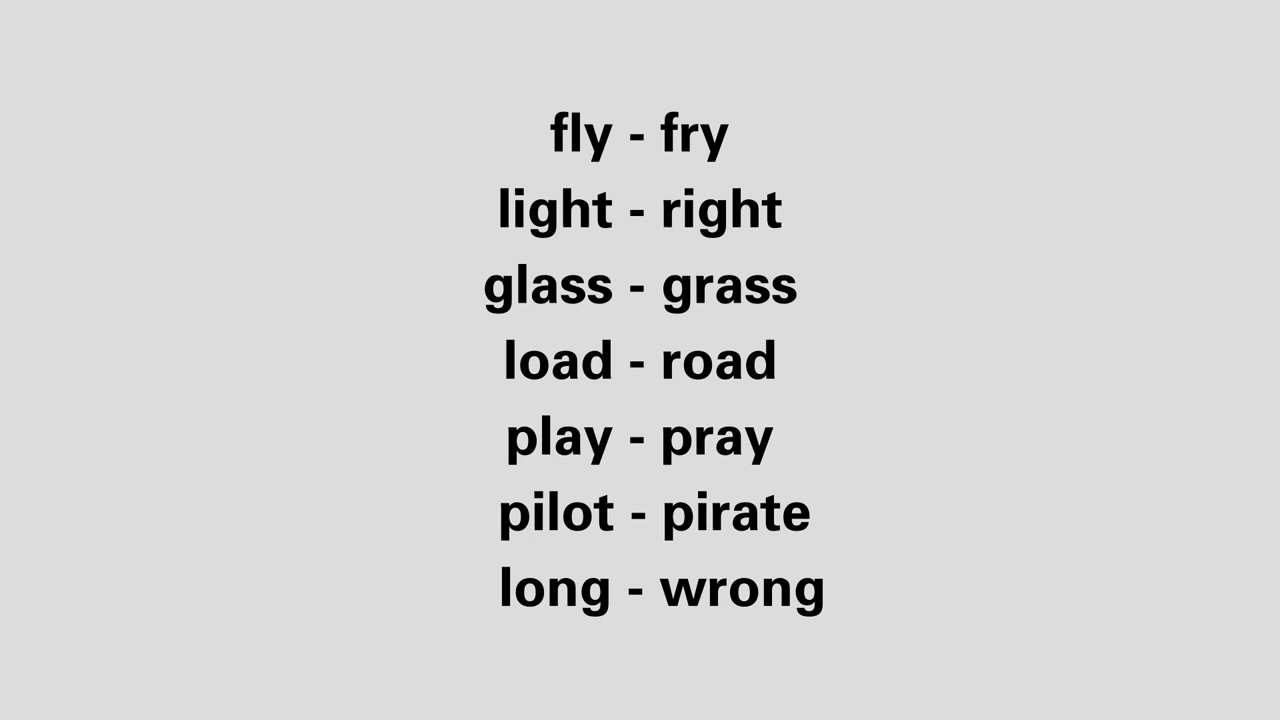 fly - fry
light - right
glass - grass
load - road
play - pray
pilot - pirate
long - wrong